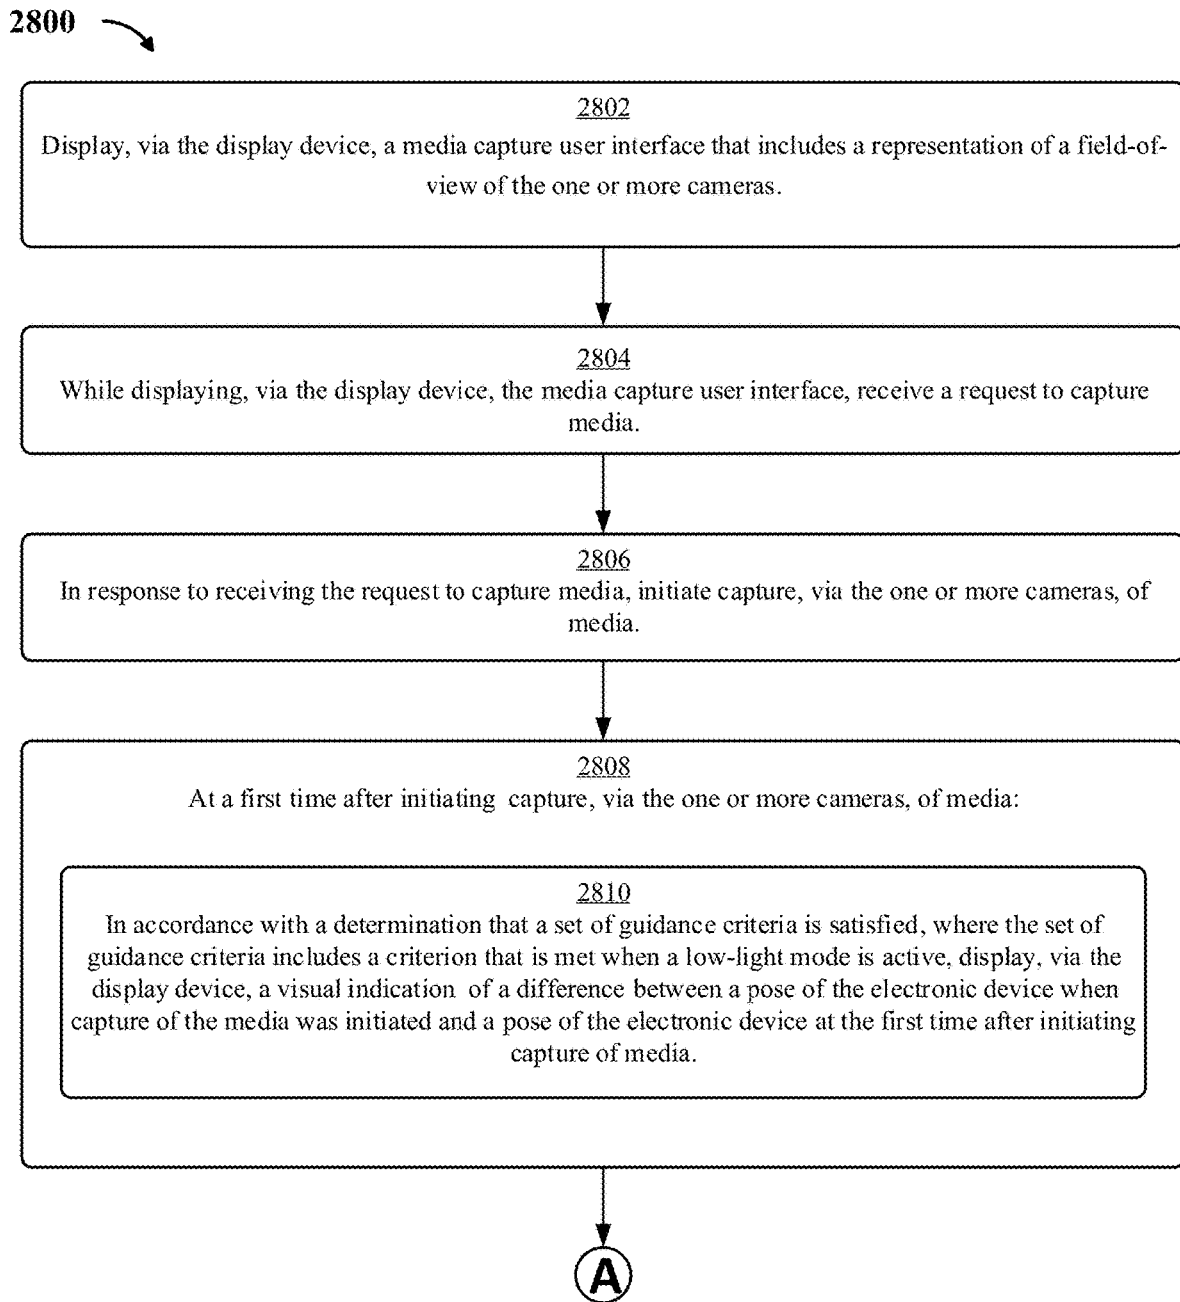 2800
2802
Display, via the display device, a media capture user interface that includes a representation of a field-of-
view of the one or more cameras.
2804
While displaying, via the display device, the media capture user interface, receive a request to capture
media.
2806
In response to receiving the request to capture media, initiate capture, via the one or more cameras, of
media.
2808
At a first time after initiating capture, via the one or more cameras, of media:
2810
In accordance with a determination that a set of guidance criteria is satisfied, where the set of
guidance criteria includes a criterion that is met when a low-light mode is active, display, via the
display device, a visual indication of a difference between a pose of the electronic device when
capture of the media was initiated and a pose of the electronic device at the first time after initiating
capture of media.
A